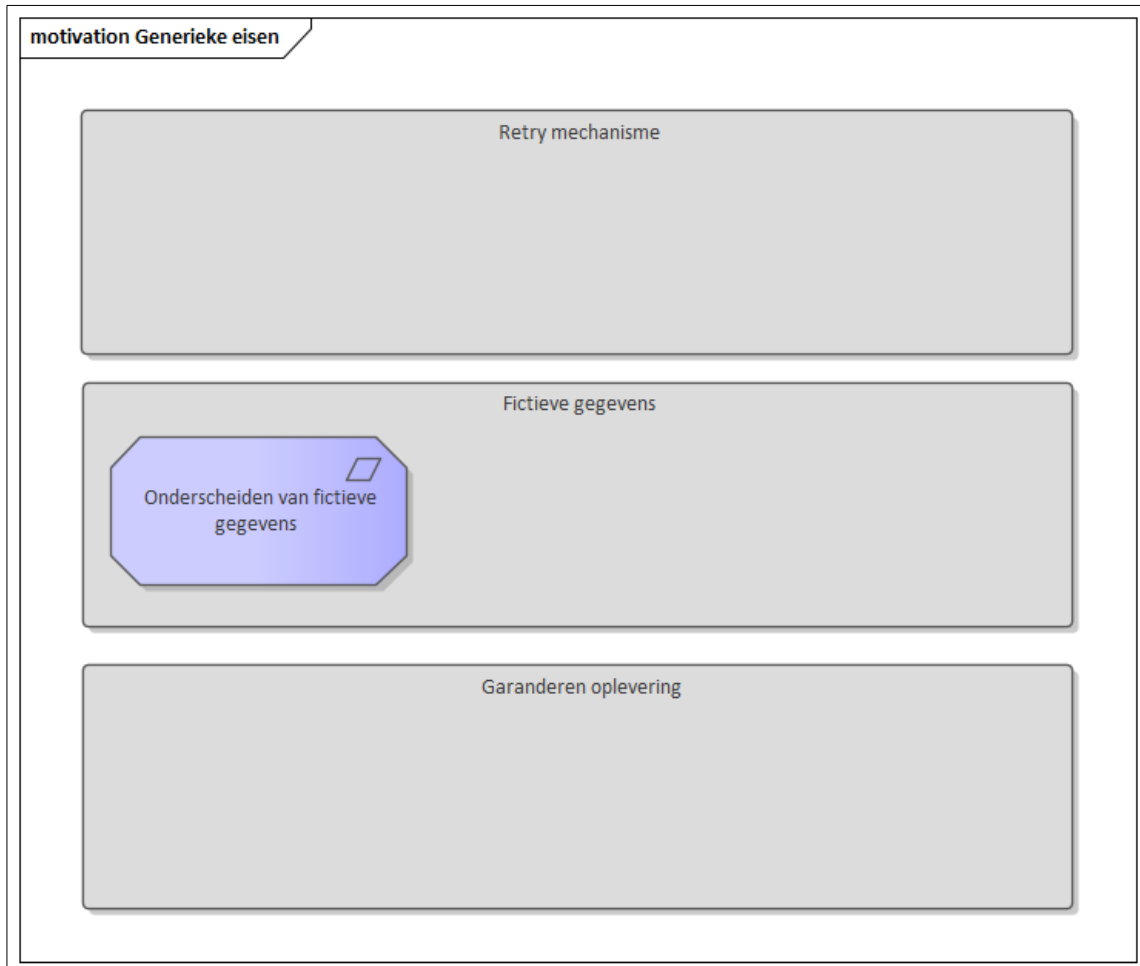 motivation Generieke eisen
Retry mechanisme
Fictieve gegevens
Onderscheiden van fictieve
gegevens
Garanderen oplevering